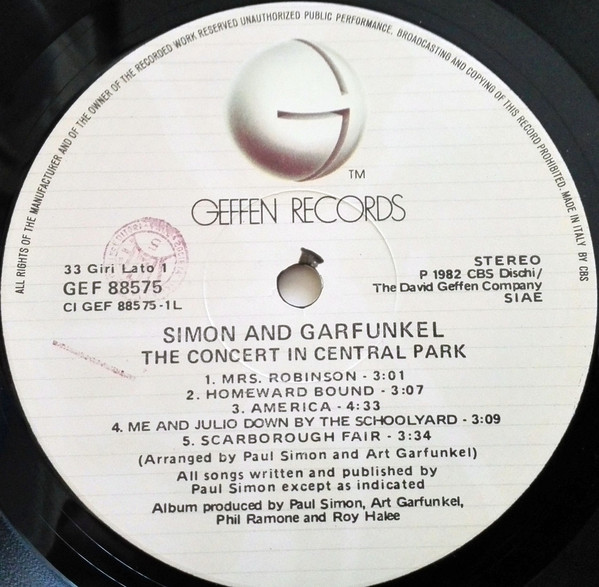 ALL RIGHTS OF THE MANUFACTURER AND OF THE OWNER OF THE RECORDED WORK RESERVED UNAUTHORIZED PUBLIC PERFORMANCE, BROADCASTING AND COPYING OF THIS RECORD PROHIBITED. MADE IN ITALY BY CBS
G
TM
GEFFEN RECORDS
33 Giri Lato 1
GEF 88575
CI GEF 88575-1L
STEREO
P 1982 CBS Dischi/
The David Geffen Company
SIAE
SIMON AND GARFUNKEL
THE CONCERT IN CENTRAL PARK
1. MRS. ROBINSON - 3:01
2. HOMEWARD BOUND - 3:07
3. AMERICA - 4:33
4. ME AND JULIO DOWN BY THE SCHOOLYARD - 3:09
5. SCARBOROUGH FAIR - 3:34
(Arranged by Paul Simon and Art Garfunkel)
All songs written and published by
Paul Simon except as indicated
Album produced by Paul Simon, Art Garfunkel,
Phil Ramone and Roy Halee